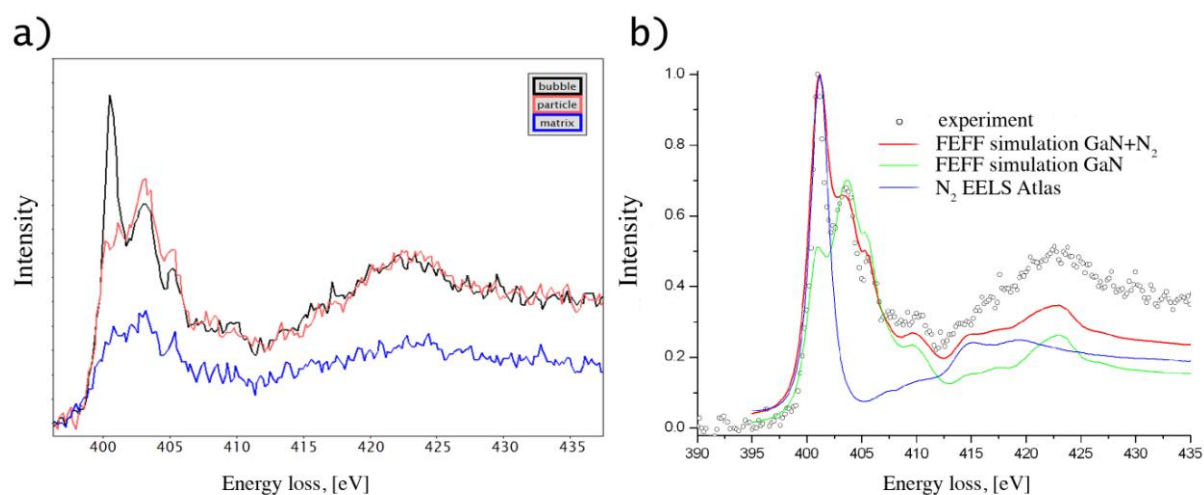 a)
bubble
particle
matrix
Intensity
400 405 410 415 420 425 430 435
Energy loss, [eV]
b)
1.0
0.8
0.6
0.4
0.2
0.0
experiment
FEFF simulation GaN+N₂
FEFF simulation GaN
N₂ EELS Atlas
Intensity
390 395 400 405 410 415 420 425 430 435
Energy loss, [eV]